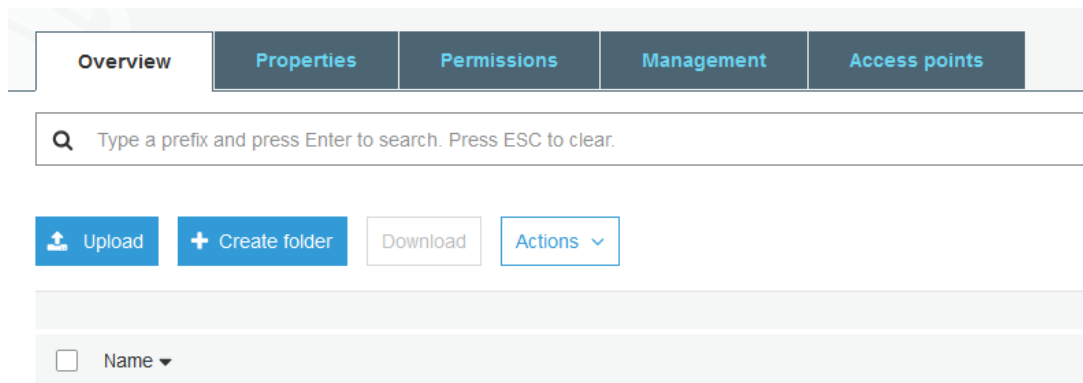 Overview Properties Permissions Management Access points
Type a prefix and press Enter to search. Press ESC to clear.
Upload Create folder Download Actions
Name